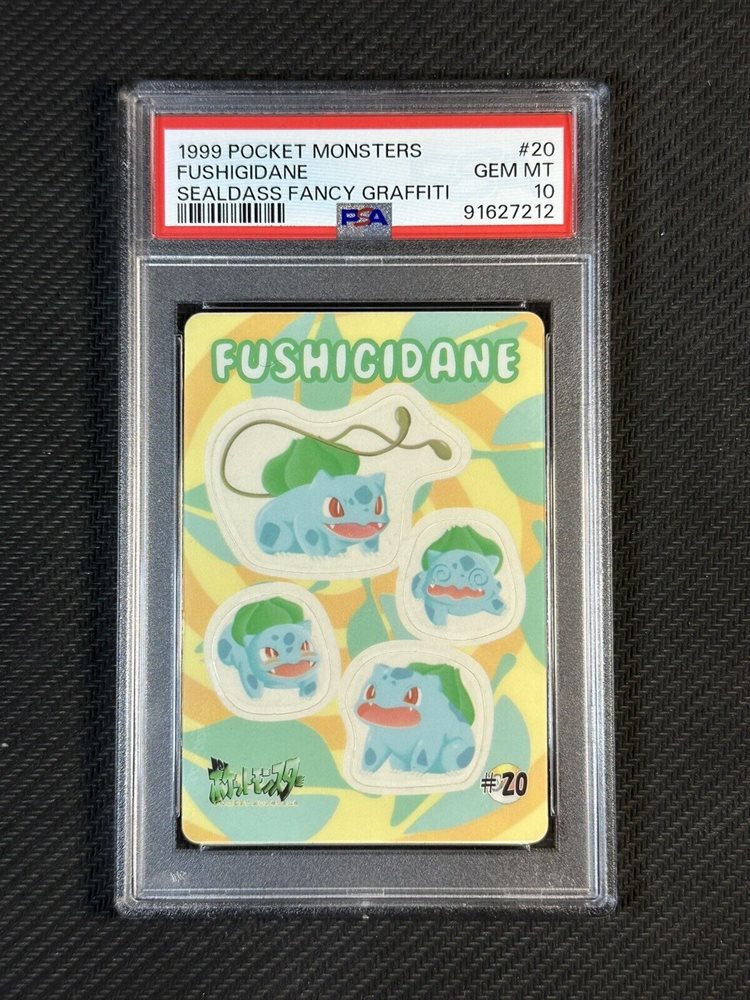 1999 POCKET MONSTERS #20
FUSHIGIDANE GEM MT
SEALDASS FANCY GRAFFITI 10
PSA 91627212
FUSHIGIDANE
ポケットモンスター
#20